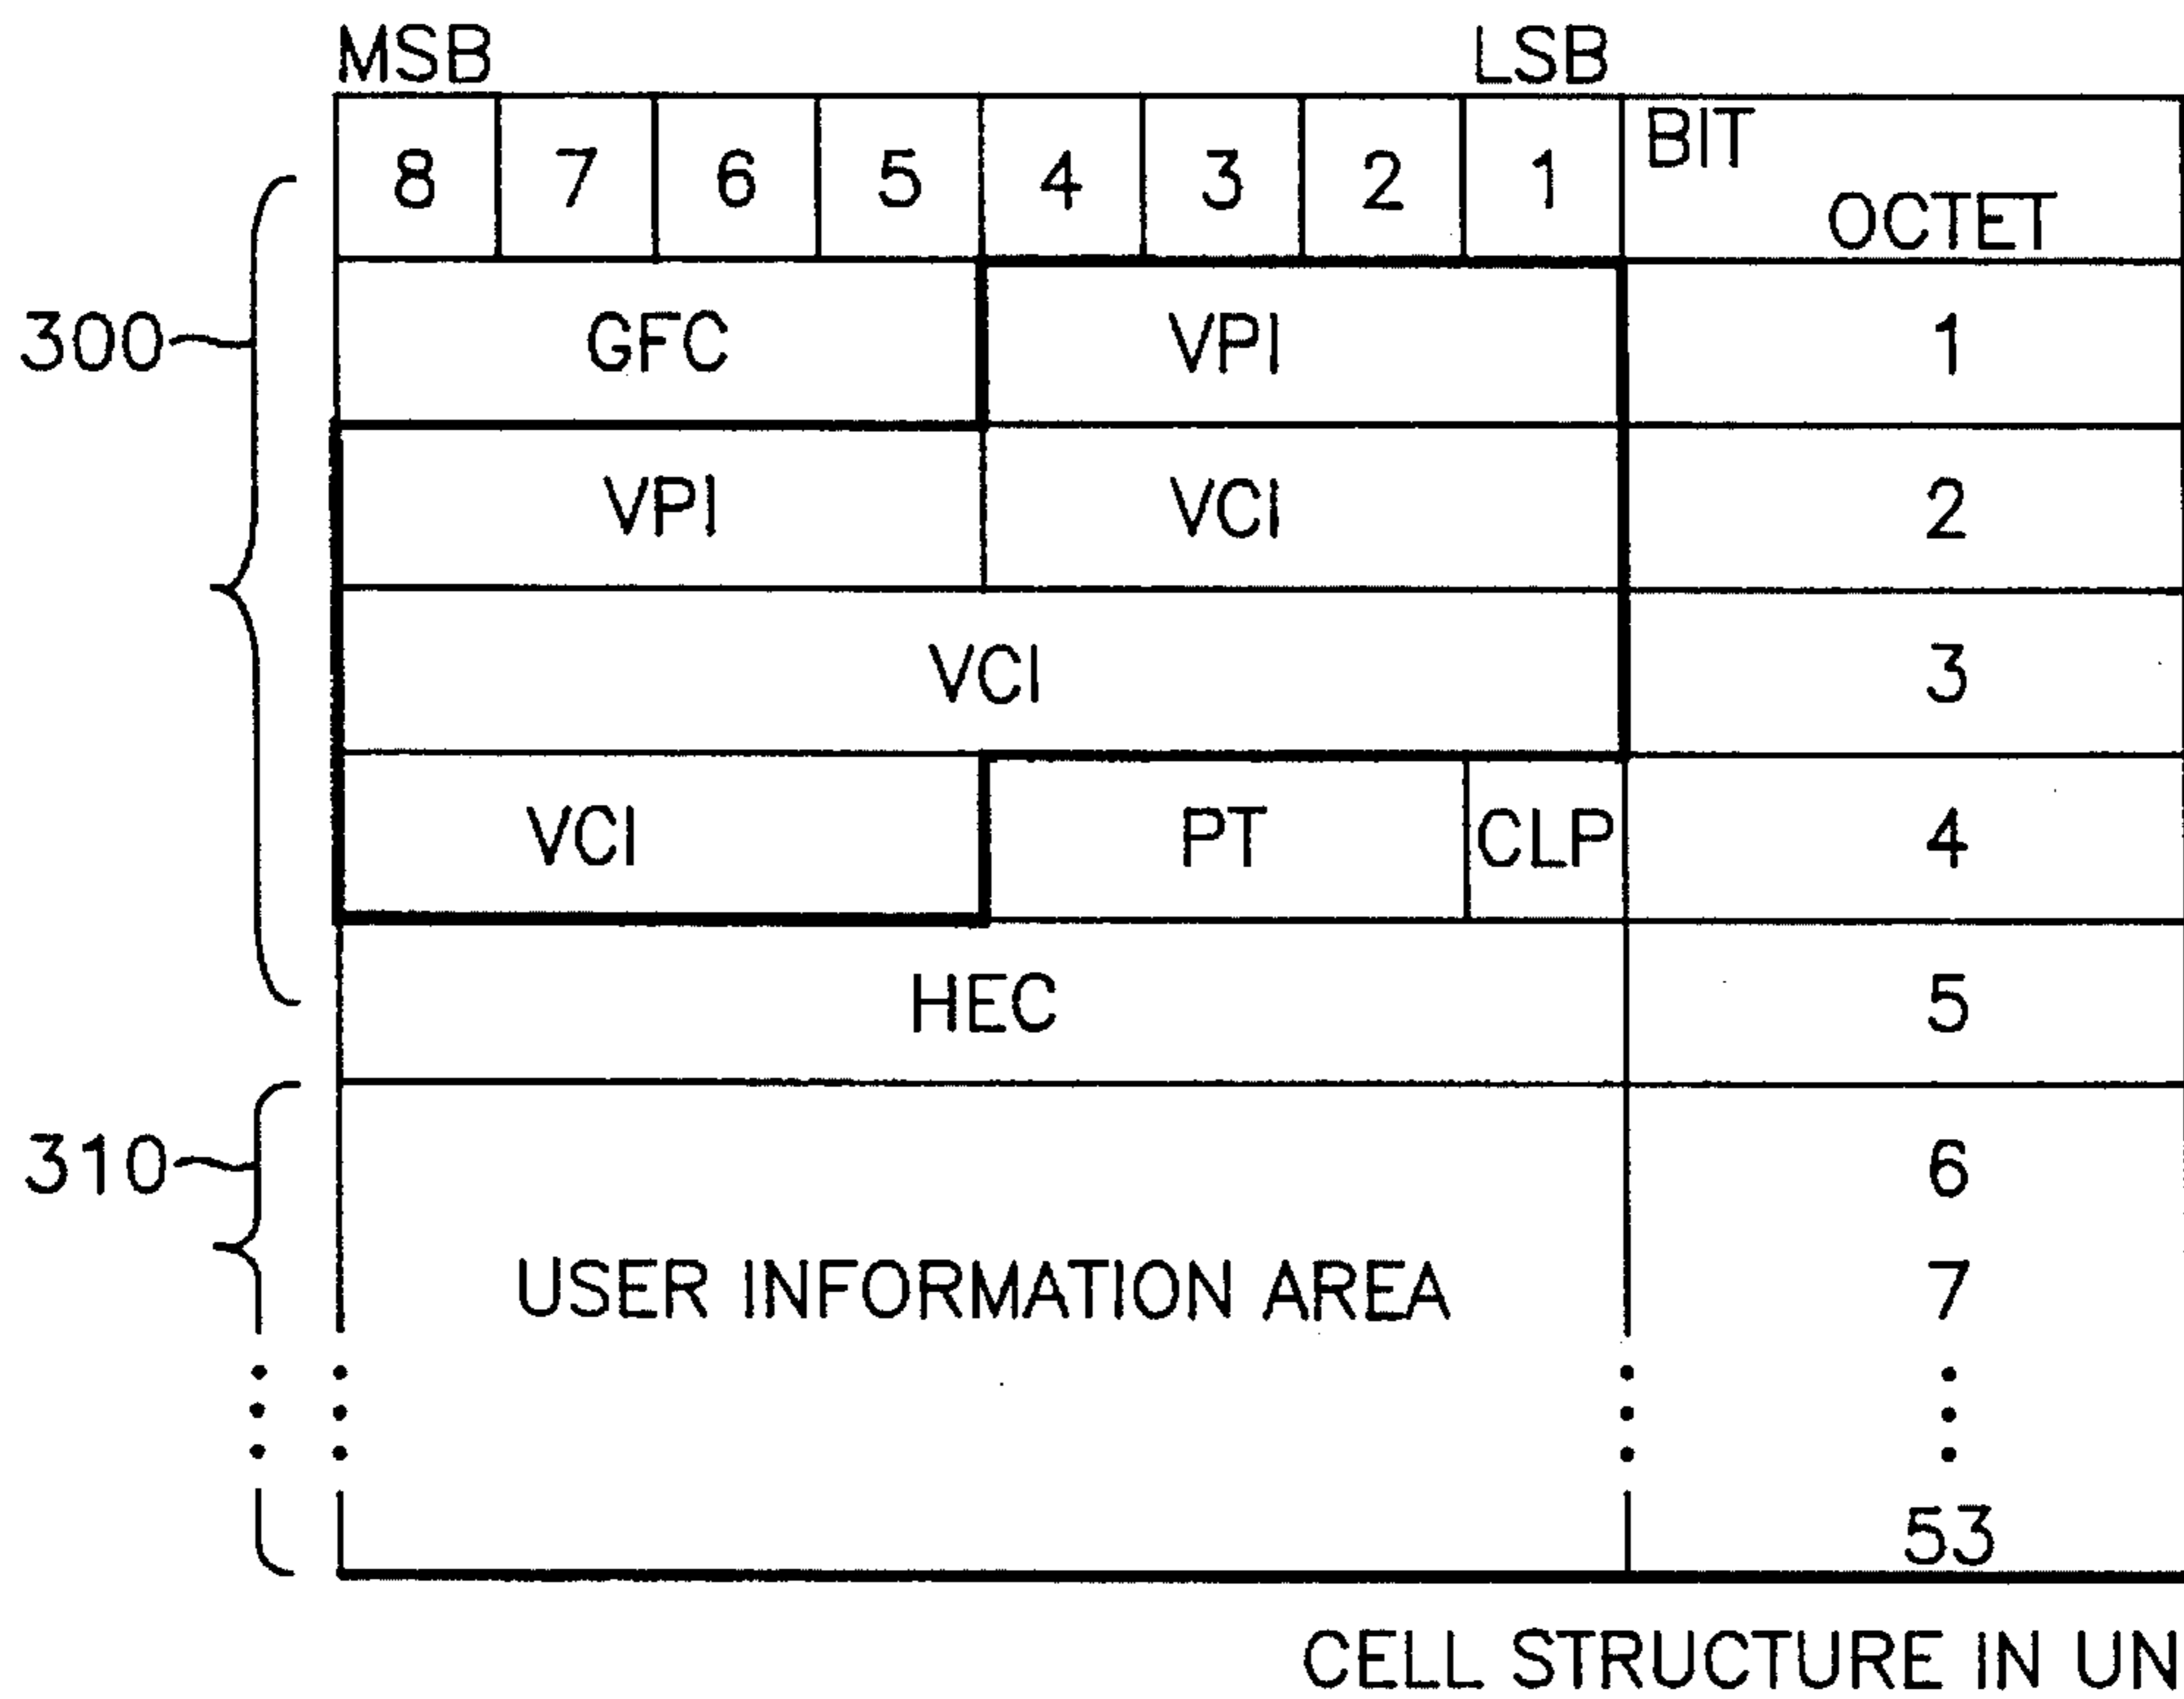 MSB LSB
8 7 6 5 4 3 2 1 BIT
OCTET
300 GFC VPI 1
VPI VCI 2
VCI 3
VCI PT CLP 4
HEC 5
310 6
USER INFORMATION AREA 7
53
CELL STRUCTURE IN UN